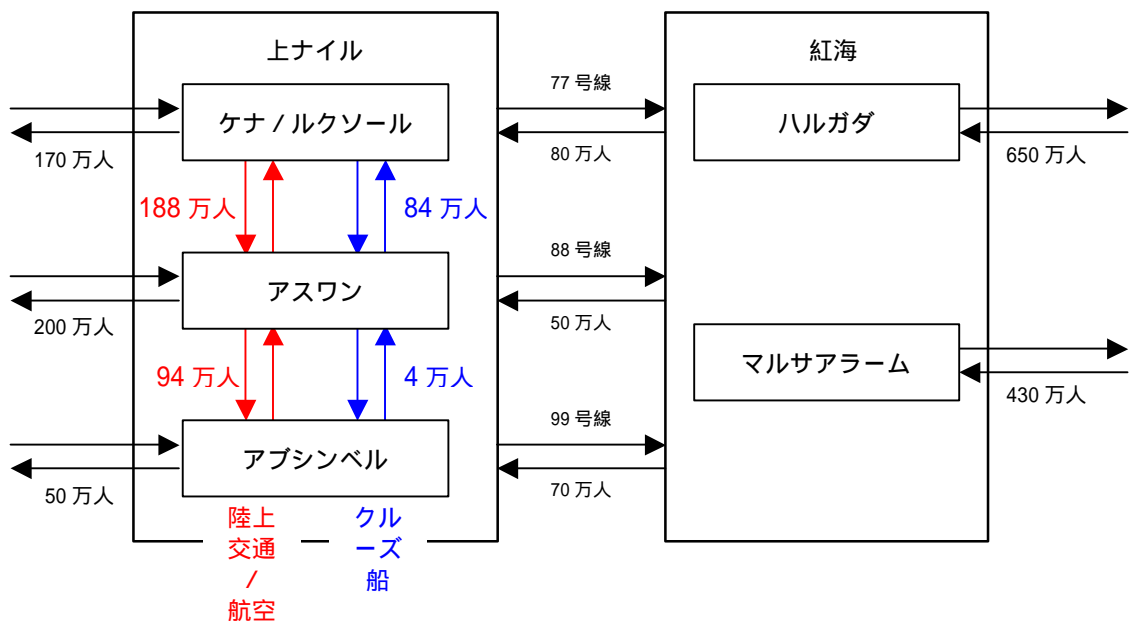 上ナイル
紅海
77 号線
ケナ / ルクソール
ハルガダ
170 万人
80 万人
650 万人
188 万人
84 万人
88 号線
アスワン
200 万人
50 万人
94 万人
4 万人
マルサアラーム
430 万人
99 号線
アブシンベル
50 万人
70 万人
陸上
交通
/
航空
クル
ーズ
船